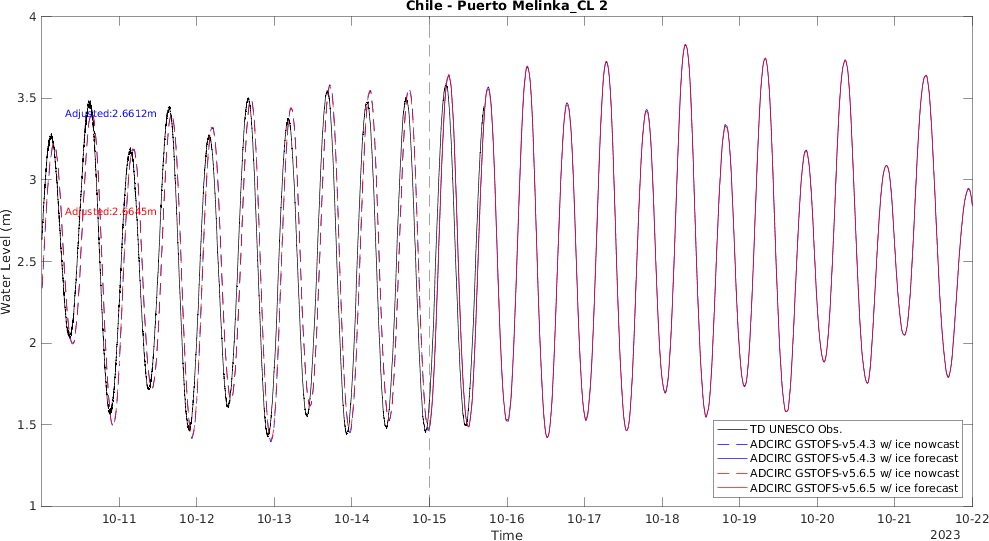 Chile - Puerto Melinka_CL 2
4
3.5
3
2.5
2
1.5
1
Water Level (m)
Adjusted:2.6612m
Adjusted:2.6645m
TD UNESCO Obs.
ADCIRC GSTOFS-v5.4.3 w/ ice nowcast
ADCIRC GSTOFS-v5.4.3 w/ ice forecast
ADCIRC GSTOFS-v5.6.5 w/ ice nowcast
ADCIRC GSTOFS-v5.6.5 w/ ice forecast
10-11 10-12 10-13 10-14 10-15 10-16 10-17 10-18 10-19 10-20 10-21 10-22
Time
2023